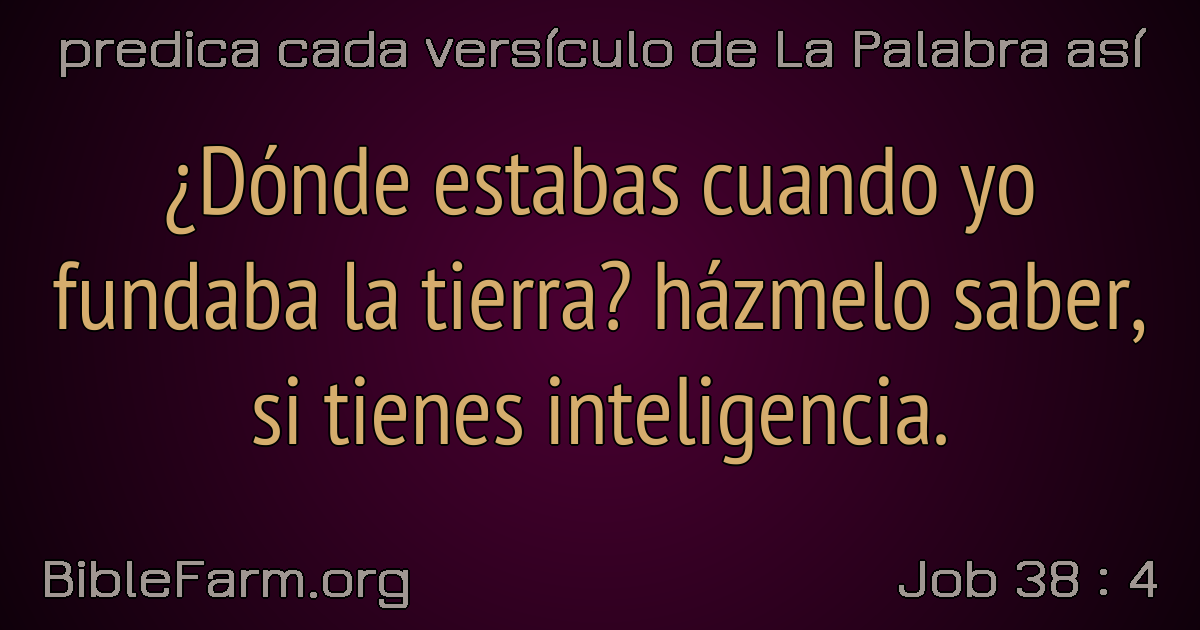 predica cada versículo de La Palabra así
¿Dónde estabas cuando yo
fundaba la tierra? házmelo saber,
si tienes inteligencia.
BibleFarm.org
Job 38 : 4